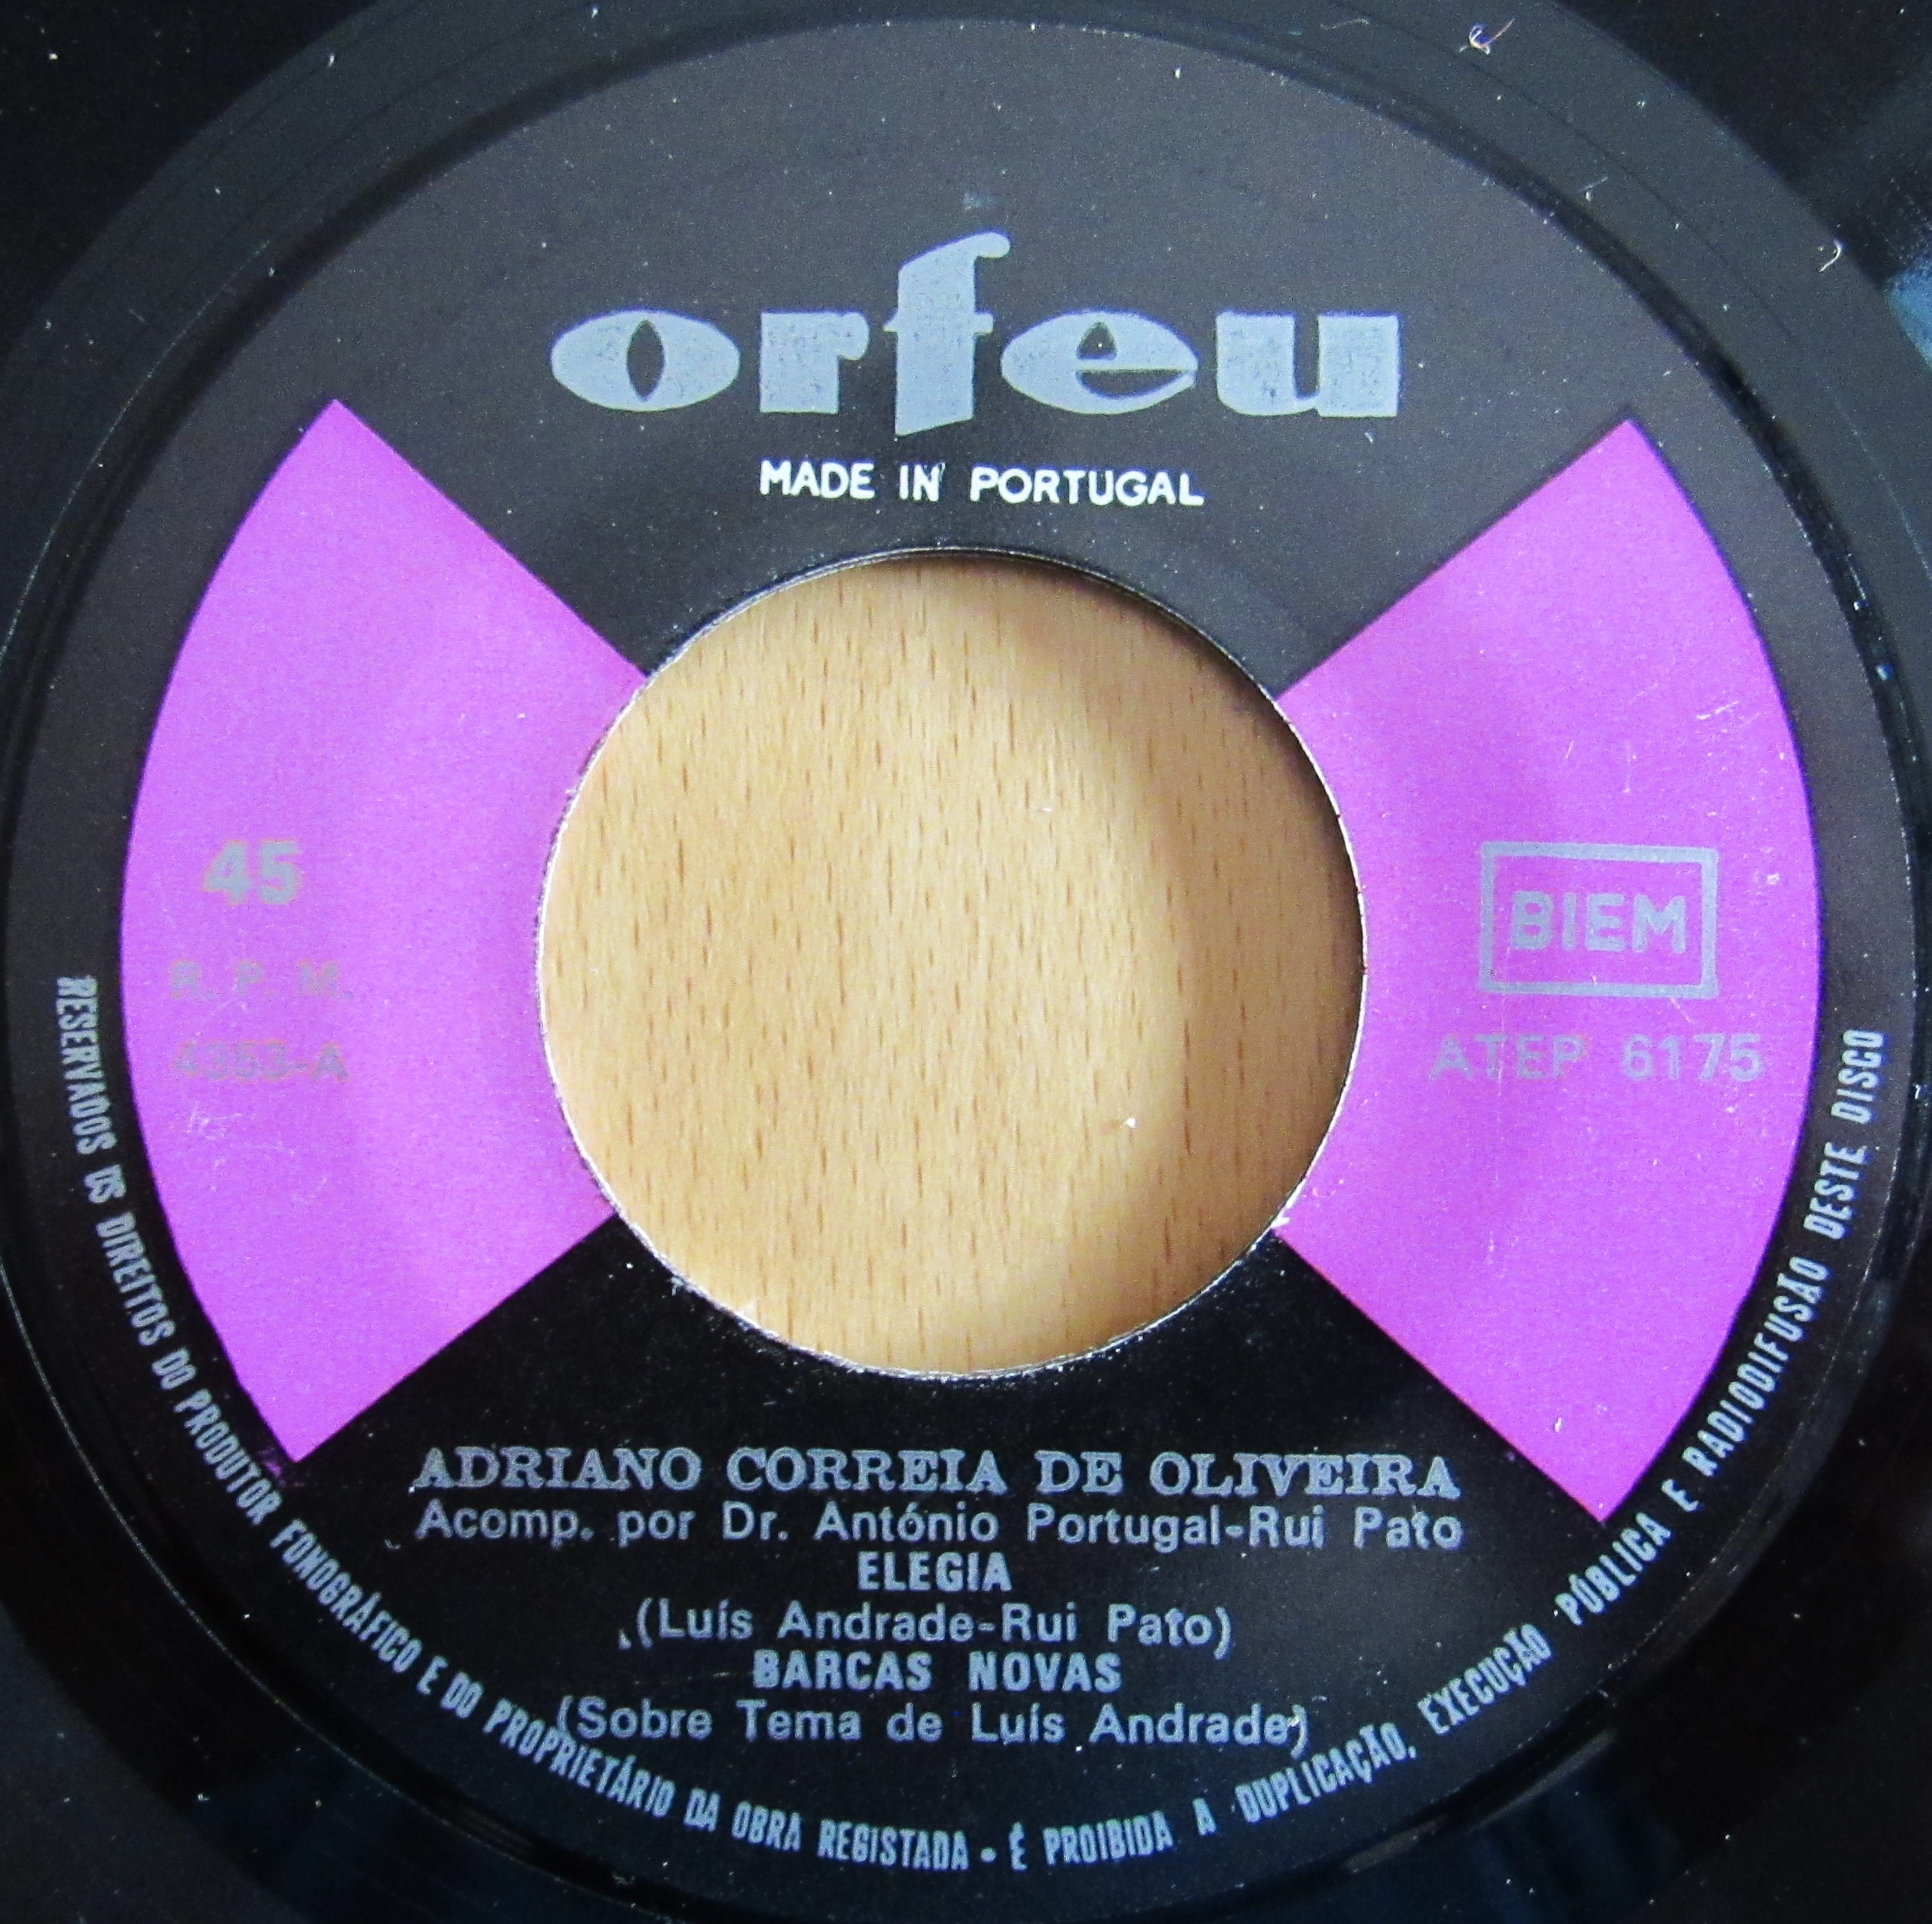 orfeu
MADE IN PORTUGAL
45
R. P. M.
4353-A
BIEM
ATEP 6175
ADRIANO CORREIA DE OLIVEIRA
Acomp. por Dr. António Portugal-Rui Pato
ELEGIA
(Luís Andrade-Rui Pato)
BARCAS NOVAS
(Sobre Tema de Luís Andrade)
RESERVADOS OS DIREITOS DO PRODUTOR FONOGRÁFICO E DO PROPRIETÁRIO DA OBRA REGISTADA • É PROIBIDA A DUPLICAÇÃO, EXECUÇÃO PÚBLICA E RADIODIFUSÃO DESTE DISCO